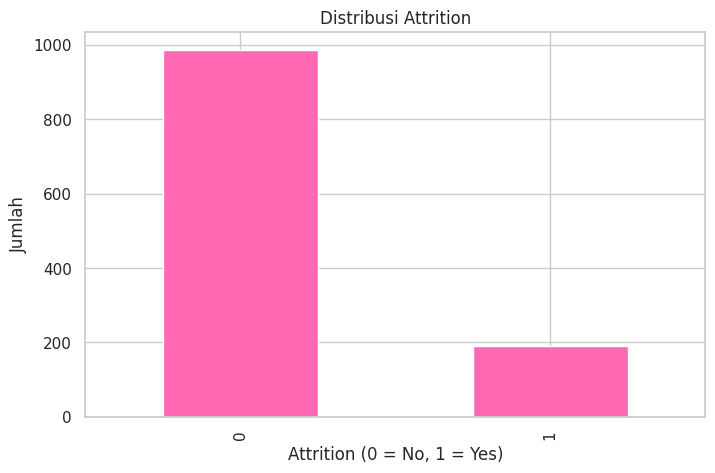 Distribusi Attrition
1000
800
600
400
200
0
Jumlah
0
1
Attrition (0 = No, 1 = Yes)